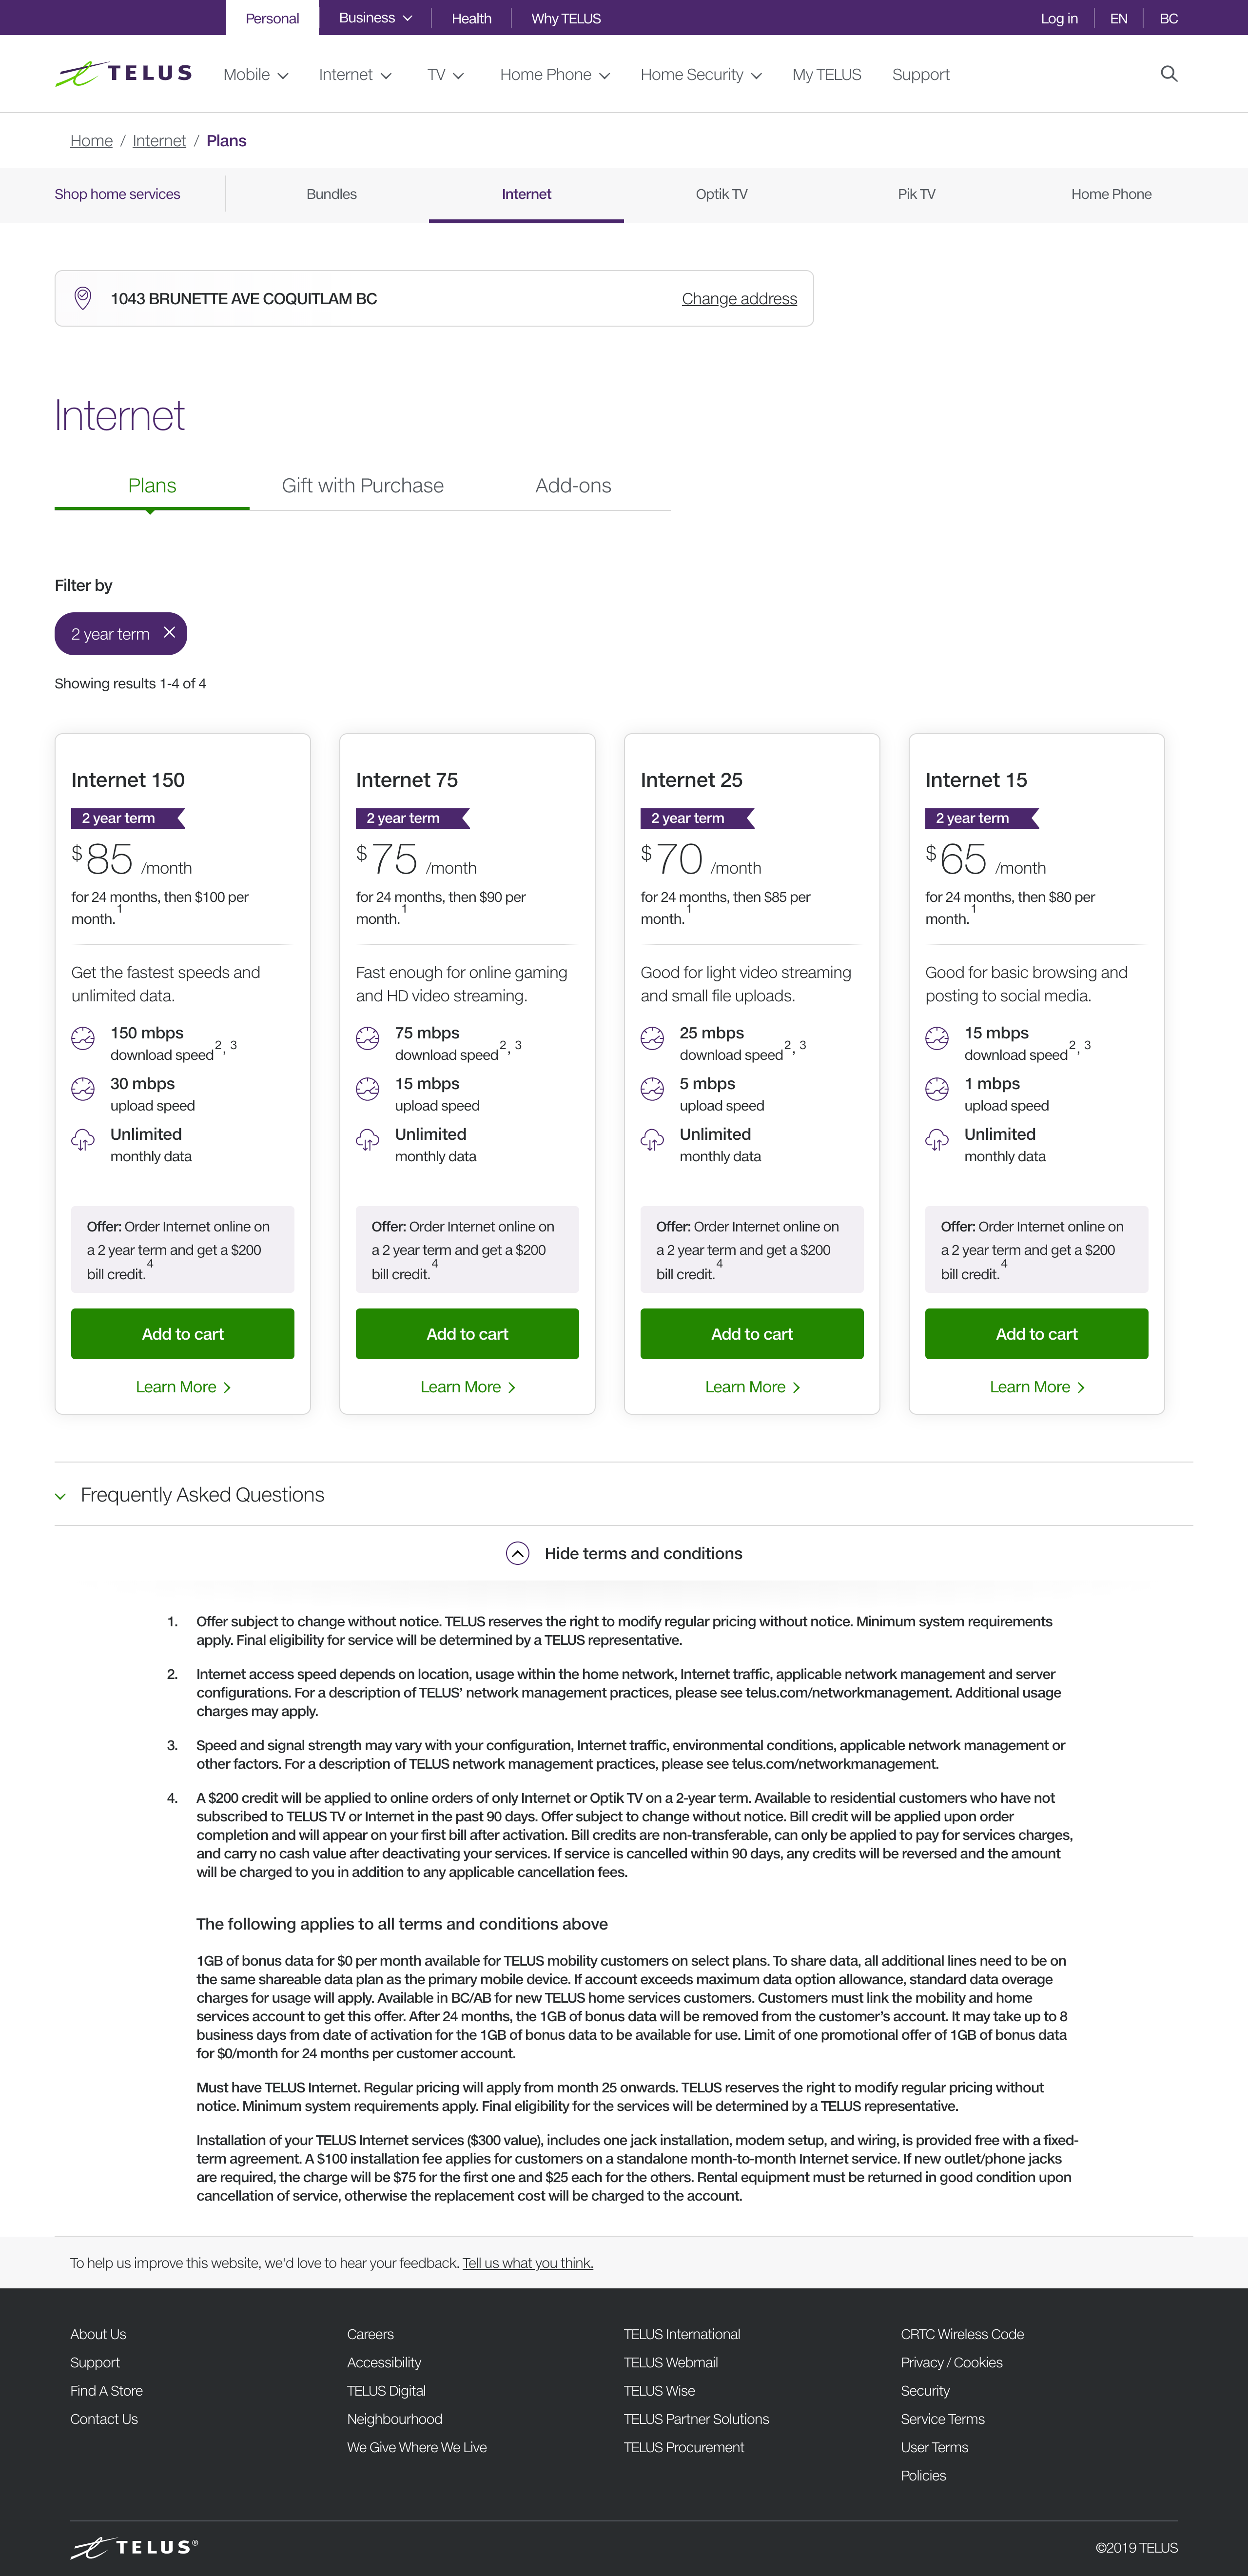 Personal Business Health Why TELUS Log in EN BC
TELUS Mobile Internet TV Home Phone Home Security My TELUS Support
Home / Internet / Plans
Shop home services Bundles Internet Optik TV Pik TV Home Phone
1043 BRUNETTE AVE COQUITLAM BC Change address
Internet
Plans Gift with Purchase Add-ons
Filter by
2 year term
Showing results 1-4 of 4
Internet 150
2 year term
$85 /month
for 24 months, then $100 per
month.1
Get the fastest speeds and
unlimited data.
150 mbps
download speed2, 3
30 mbps
upload speed
Unlimited
monthly data
Offer: Order Internet online on
a 2 year term and get a $200
bill credit.4
Add to cart
Learn More
Internet 75
2 year term
$75 /month
for 24 months, then $90 per
month.1
Fast enough for online gaming
and HD video streaming.
75 mbps
download speed2, 3
15 mbps
upload speed
Unlimited
monthly data
Offer: Order Internet online on
a 2 year term and get a $200
bill credit.4
Add to cart
Learn More
Internet 25
2 year term
$70 /month
for 24 months, then $85 per
month.1
Good for light video streaming
and small file uploads.
25 mbps
download speed2, 3
5 mbps
upload speed
Unlimited
monthly data
Offer: Order Internet online on
a 2 year term and get a $200
bill credit.4
Add to cart
Learn More
Internet 15
2 year term
$65 /month
for 24 months, then $80 per
month.1
Good for basic browsing and
posting to social media.
15 mbps
download speed2, 3
1 mbps
upload speed
Unlimited
monthly data
Offer: Order Internet online on
a 2 year term and get a $200
bill credit.4
Add to cart
Learn More
Frequently Asked Questions
Hide terms and conditions
1. Offer subject to change without notice. TELUS reserves the right to modify regular pricing without notice. Minimum system requirements
apply. Final eligibility for service will be determined by a TELUS representative.
2. Internet access speed depends on location, usage within the home network, Internet traffic, applicable network management and server
configurations. For a description of TELUS’ network management practices, please see telus.com/networkmanagement. Additional usage
charges may apply.
3. Speed and signal strength may vary with your configuration, Internet traffic, environmental conditions, applicable network management or
other factors. For a description of TELUS network management practices, please see telus.com/networkmanagement.
4. A $200 credit will be applied to online orders of only Internet or Optik TV on a 2-year term. Available to residential customers who have not
subscribed to TELUS TV or Internet in the past 90 days. Offer subject to change without notice. Bill credit will be applied upon order
completion and will appear on your first bill after activation. Bill credits are non-transferable, can only be applied to pay for services charges,
and carry no cash value after deactivating your services. If service is cancelled within 90 days, any credits will be reversed and the amount
will be charged to you in addition to any applicable cancellation fees.
The following applies to all terms and conditions above
1GB of bonus data for $0 per month available for TELUS mobility customers on select plans. To share data, all additional lines need to be on
the same shareable data plan as the primary mobile device. If account exceeds maximum data option allowance, standard data overage
charges for usage will apply. Available in BC/AB for new TELUS home services customers. Customers must link the mobility and home
services account to get this offer. After 24 months, the 1GB of bonus data will be removed from the customer’s account. It may take up to 8
business days from date of activation for the 1GB of bonus data to be available for use. Limit of one promotional offer of 1GB of bonus data
for $0/month for 24 months per customer account.
Must have TELUS Internet. Regular pricing will apply from month 25 onwards. TELUS reserves the right to modify regular pricing without
notice. Minimum system requirements apply. Final eligibility for the services will be determined by a TELUS representative.
Installation of your TELUS Internet services ($300 value), includes one jack installation, modem setup, and wiring, is provided free with a fixed-
term agreement. A $100 installation fee applies for customers on a standalone month-to-month Internet service. If new outlet/phone jacks
are required, the charge will be $75 for the first one and $25 each for the others. Rental equipment must be returned in good condition upon
cancellation of service, otherwise the replacement cost will be charged to the account.
To help us improve this website, we'd love to hear your feedback. Tell us what you think.
About Us
Support
Find A Store
Contact Us
Careers
Accessibility
TELUS Digital
Neighbourhood
We Give Where We Live
TELUS International
TELUS Webmail
TELUS Wise
TELUS Partner Solutions
TELUS Procurement
CRTC Wireless Code
Privacy / Cookies
Security
Service Terms
User Terms
Policies
TELUS® ©2019 TELUS